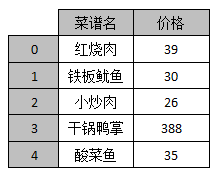 菜谱名 价格
0 红烧肉 39
1 铁板鱿鱼 30
2 小炒肉 26
3 干锅鸭掌 388
4 酸菜鱼 35